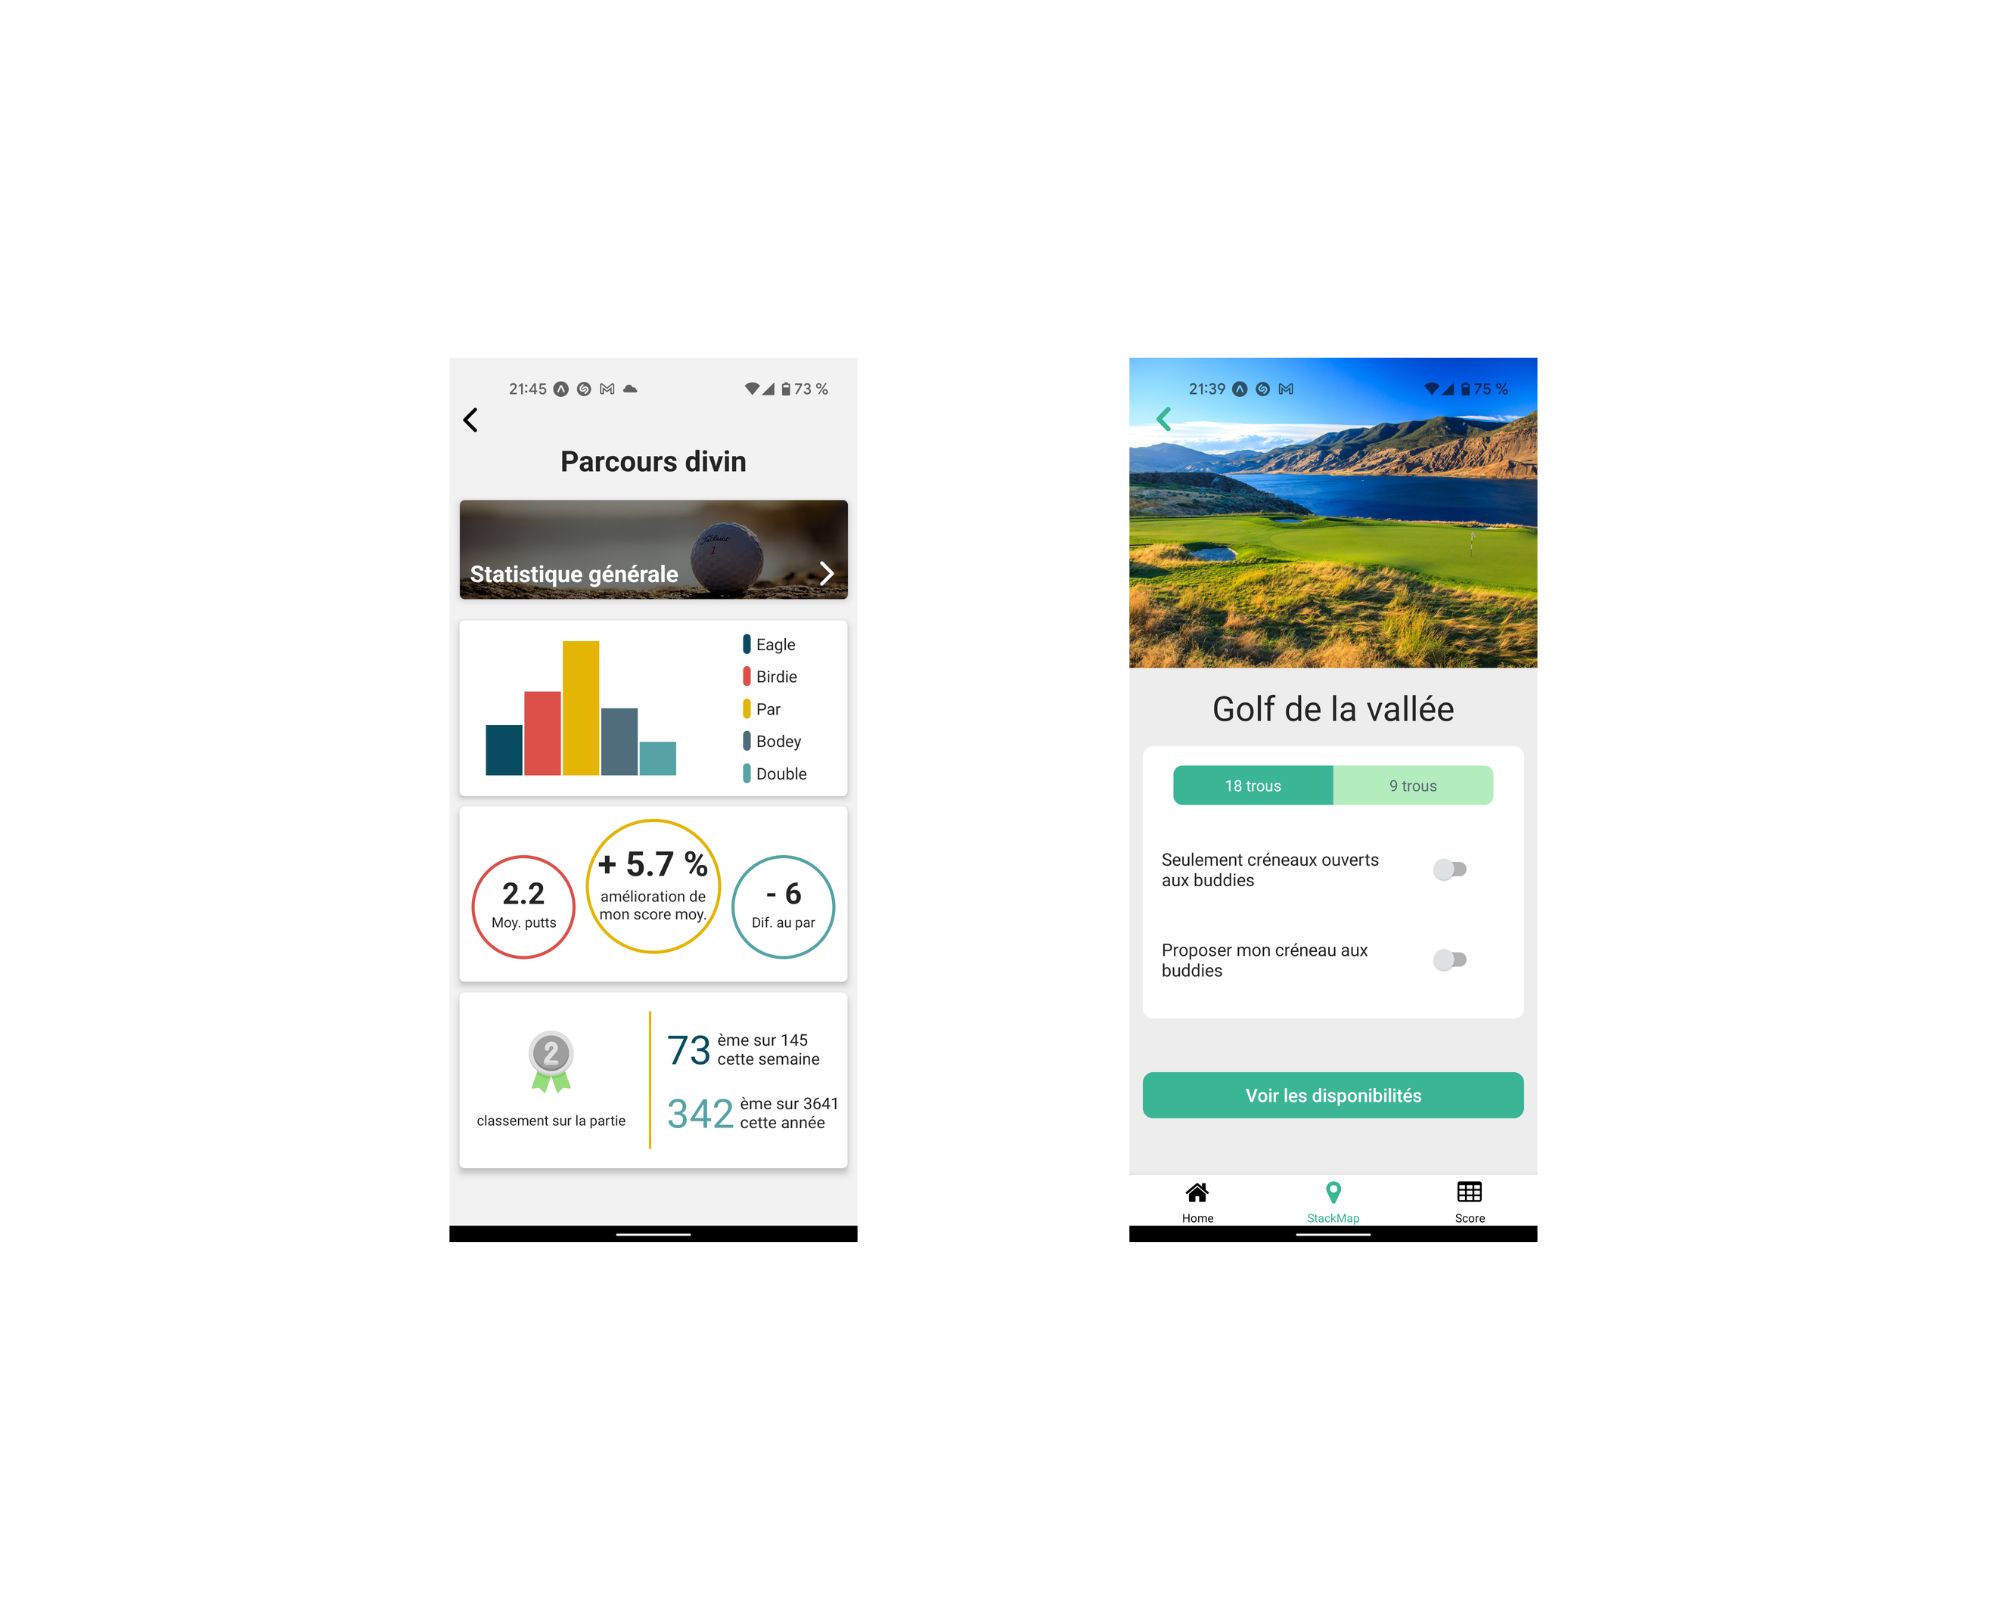 21:45
73 %
Parcours divin
Titleist
1
Statistique générale
Eagle
Birdie
Par
Bodey
Double
2.2
Moy. putts
+ 5.7 %
amélioration de
mon score moy.
- 6
Dif. au par
2
classement sur la partie
73 ème sur 145
cette semaine
342 ème sur 3641
cette année
21:39
75 %
Golf de la vallée
18 trous
9 trous
Seulement créneaux ouverts
aux buddies
Proposer mon créneau aux
buddies
Voir les disponibilités
Home
StackMap
Score